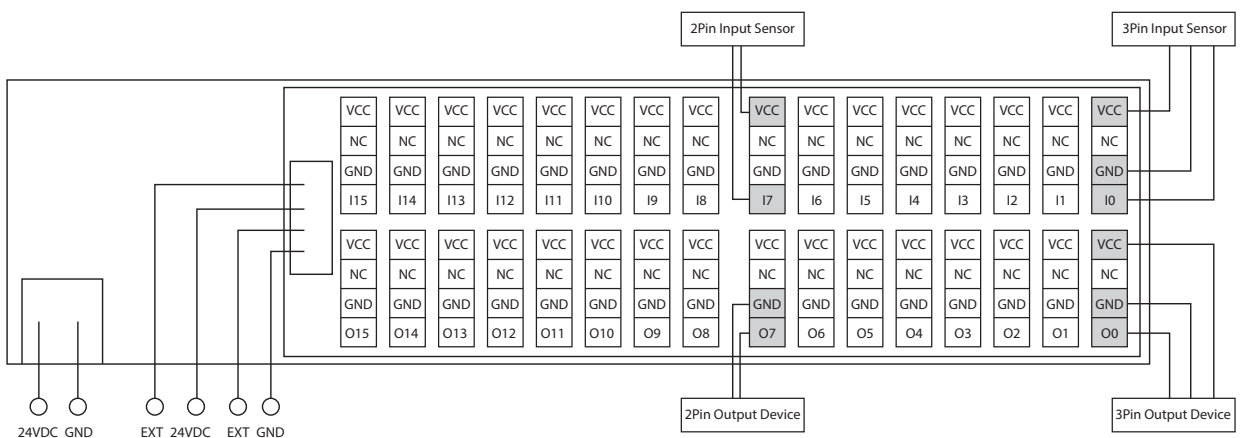 2Pin Input Sensor 3Pin Input Sensor
VCC VCC VCC VCC VCC VCC VCC VCC VCC VCC VCC VCC VCC VCC VCC VCC
NC NC NC NC NC NC NC NC NC NC NC NC NC NC NC NC
GND GND GND GND GND GND GND GND GND GND GND GND GND GND GND GND
I15 I14 I13 I12 I11 I10 I9 I8 I7 I6 I5 I4 I3 I2 I1 I0
VCC VCC VCC VCC VCC VCC VCC VCC VCC VCC VCC VCC VCC VCC VCC VCC
NC NC NC NC NC NC NC NC NC NC NC NC NC NC NC NC
GND GND GND GND GND GND GND GND GND GND GND GND GND GND GND GND
O15 O14 O13 O12 O11 O10 O9 O8 O7 O6 O5 O4 O3 O2 O1 O0
2Pin Output Device 3Pin Output Device
24VDC GND EXT 24VDC EXT GND